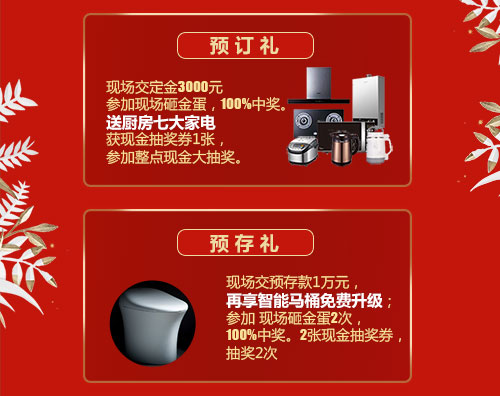 预订礼
现场交定金3000元
参加现场砸金蛋，100%中奖。
送厨房七大家电
获现金抽奖券1张，
参加整点现金大抽奖。
预存礼
现场交预存款1万元，
再享智能马桶免费升级；
参加 现场砸金蛋2次，
100%中奖。2张现金抽奖券，
抽奖2次